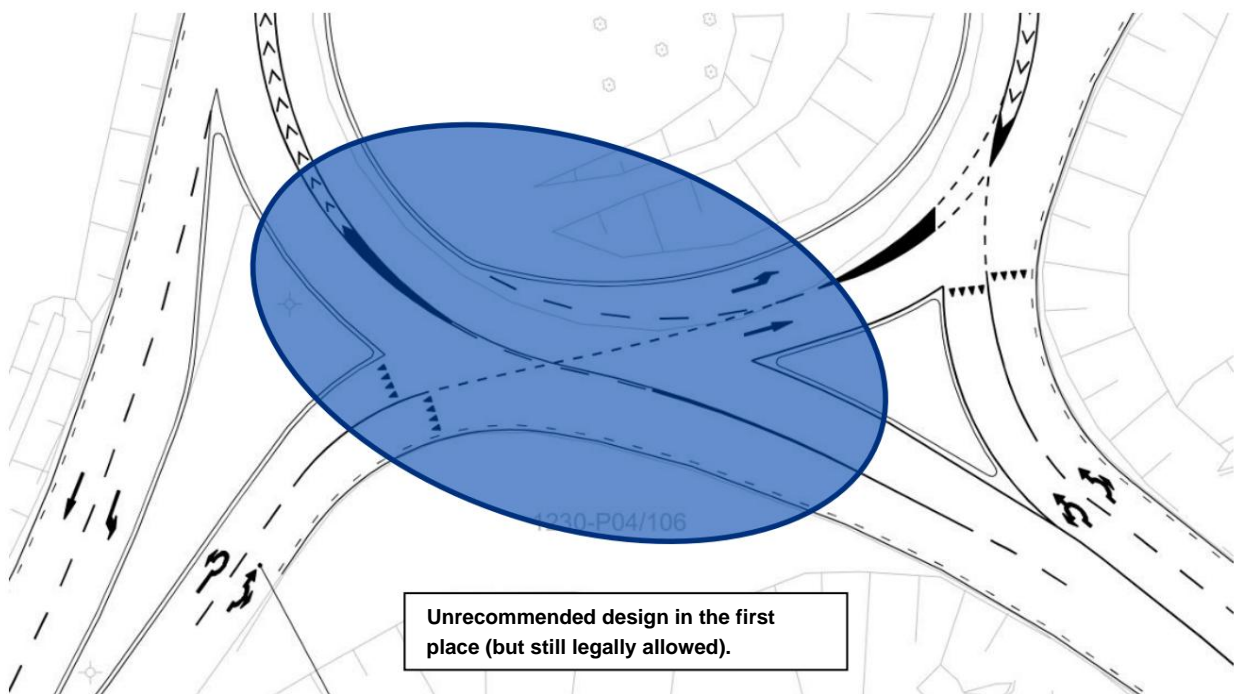 1230-P04/106
Unrecommended design in the first
place (but still legally allowed).